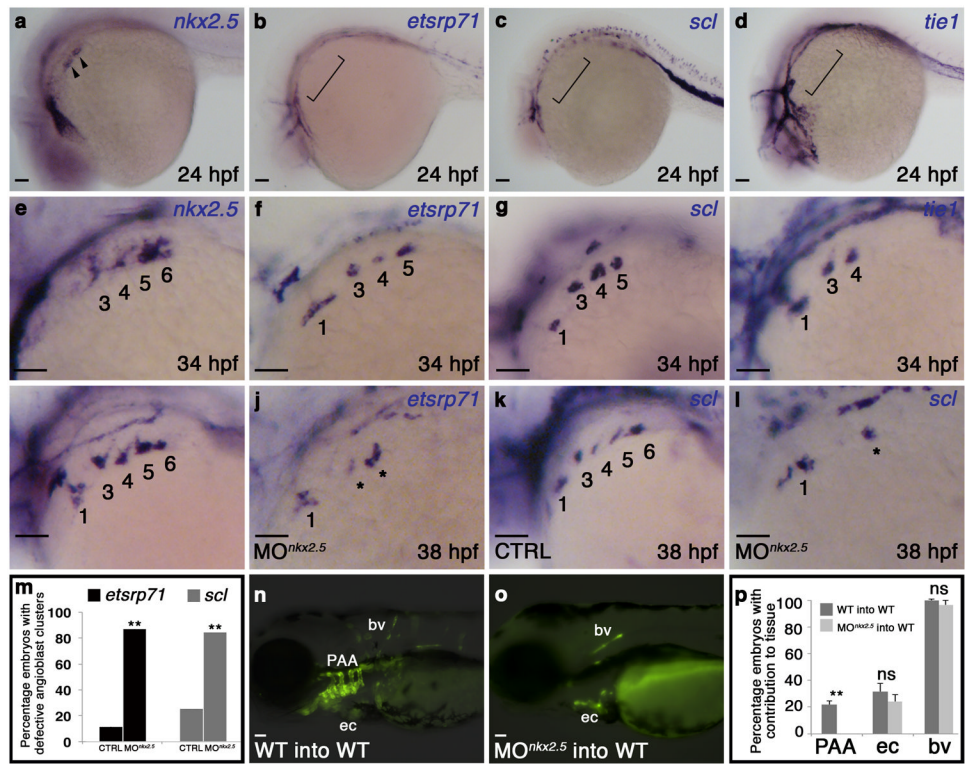 a nkx2.5
24 hpf
b etsrp71
24 hpf
c scl
24 hpf
d tie1
24 hpf
e nkx2.5
3 4 5 6
34 hpf
f etsrp71
1 3 4 5
34 hpf
g scl
1 3 4 5
34 hpf
tie1
1 3 4
34 hpf
1 3 4 5 6
j etsrp71
1 * *
MOnkx2.5 38 hpf
k scl
1 3 4 5 6
CTRL 38 hpf
l scl
1 *
MOnkx2.5 38 hpf
m etsrp71 scl
Percentage embryos with
defective angioblast clusters
100
80
60
40
20
0
** **
CTRL MOnkx2.5 CTRL MOnkx2.5
n
bv
PAA
ec
WT into WT
o
bv
ec
MOnkx2.5 into WT
p
WT into WT
MOnkx2.5 into WT
Percentage embryos with
contribution to tissue
100
80
60
40
20
0
** ns ns
PAA ec bv